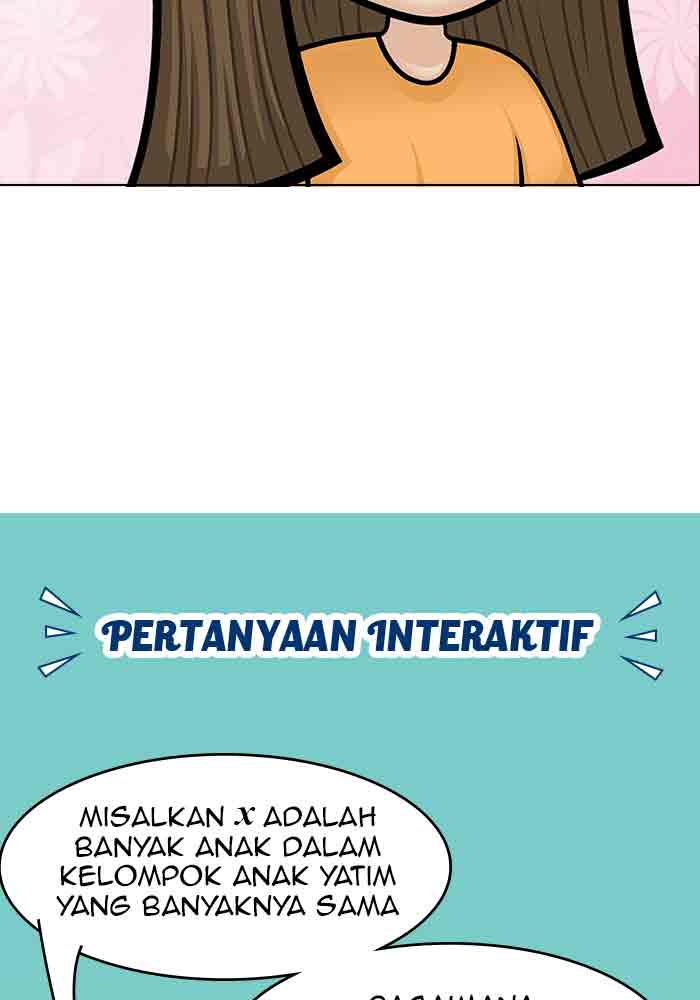 PERTANYAAN INTERAKTIF
MISALKAN x ADALAH
BANYAK ANAK DALAM
KELOMPOK ANAK YATIM
YANG BANYAKNYA SAMA